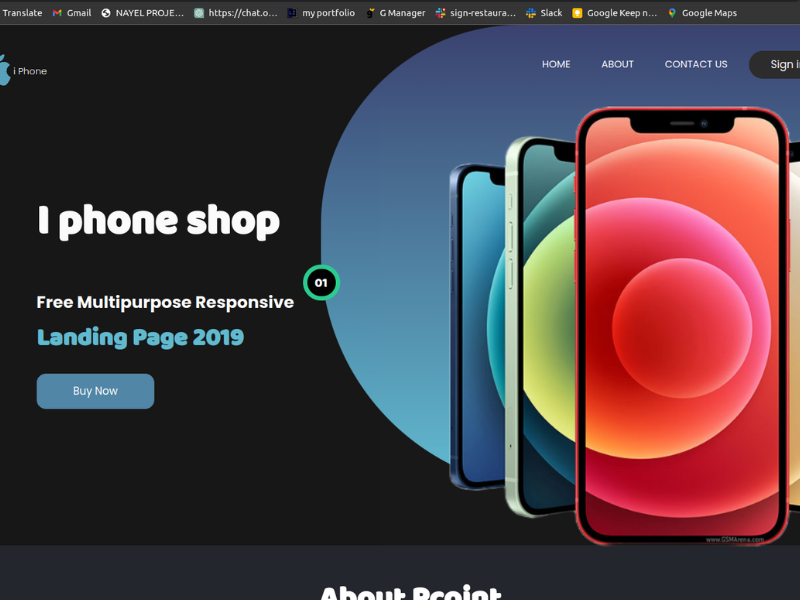 Translate Gmail NAYEL PROJE... https://chat.o... my portfolio G Manager sign-restaura... Slack Google Keep n... Google Maps
i Phone HOME ABOUT CONTACT US Sign i
I phone shop
01
Free Multipurpose Responsive
Landing Page 2019
Buy Now
www.GSMArena.com
About Rcoint